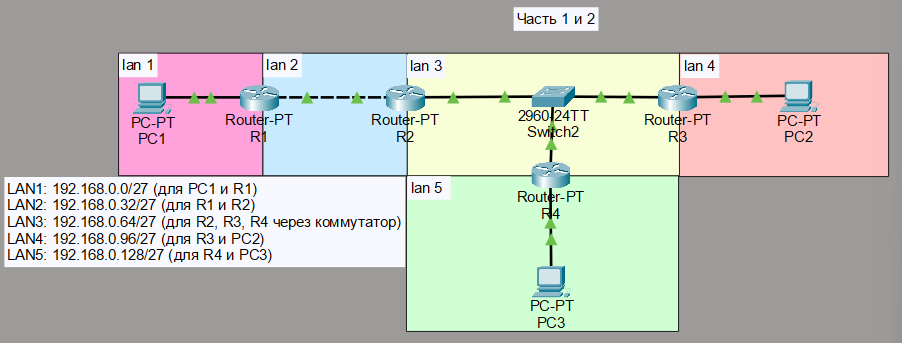 Часть 1 и 2
lan 1
lan 2
lan 3
lan 4
PC-PT
PC1
Router-PT
R1
Router-PT
R2
2960-24TT
Switch2
Router-PT
R3
PC-PT
PC2
lan 5
Router-PT
R4
PC-PT
PC3
LAN1: 192.168.0.0/27 (для PC1 и R1)
LAN2: 192.168.0.32/27 (для R1 и R2)
LAN3: 192.168.0.64/27 (для R2, R3, R4 через коммутатор)
LAN4: 192.168.0.96/27 (для R3 и PC2)
LAN5: 192.168.0.128/27 (для R4 и PC3)